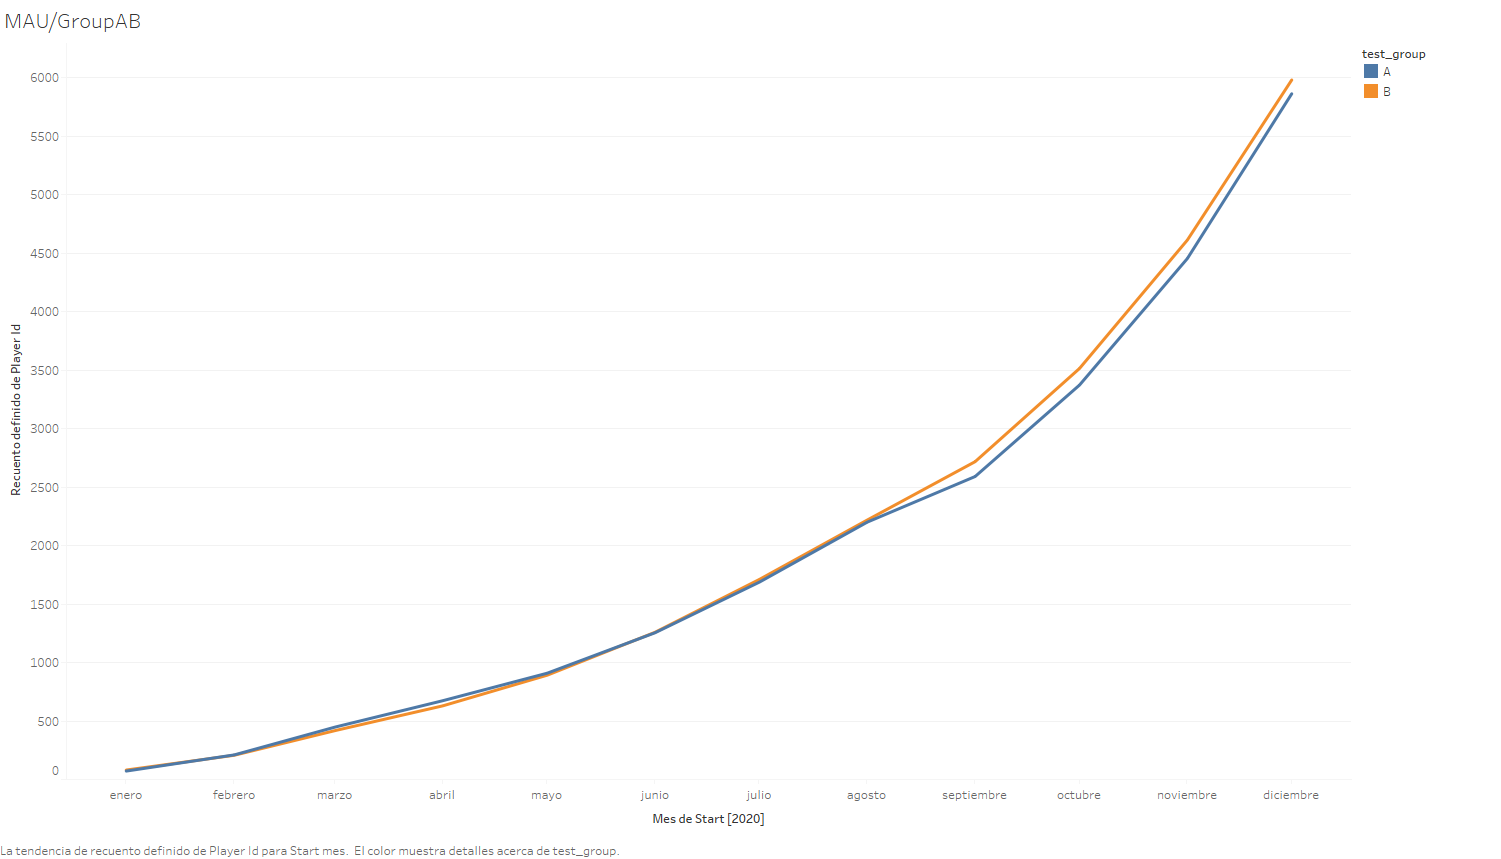 MAU/GroupAB
test_group
A
B
6000
5500
5000
4500
4000
3500
3000
2500
2000
1500
1000
500
0
Recuento definido de Player Id
enero febrero marzo abril mayo junio julio agosto septiembre octubre noviembre diciembre
Mes de Start [2020]
La tendencia de recuento definido de Player Id para Start mes. El color muestra detalles acerca de test_group.